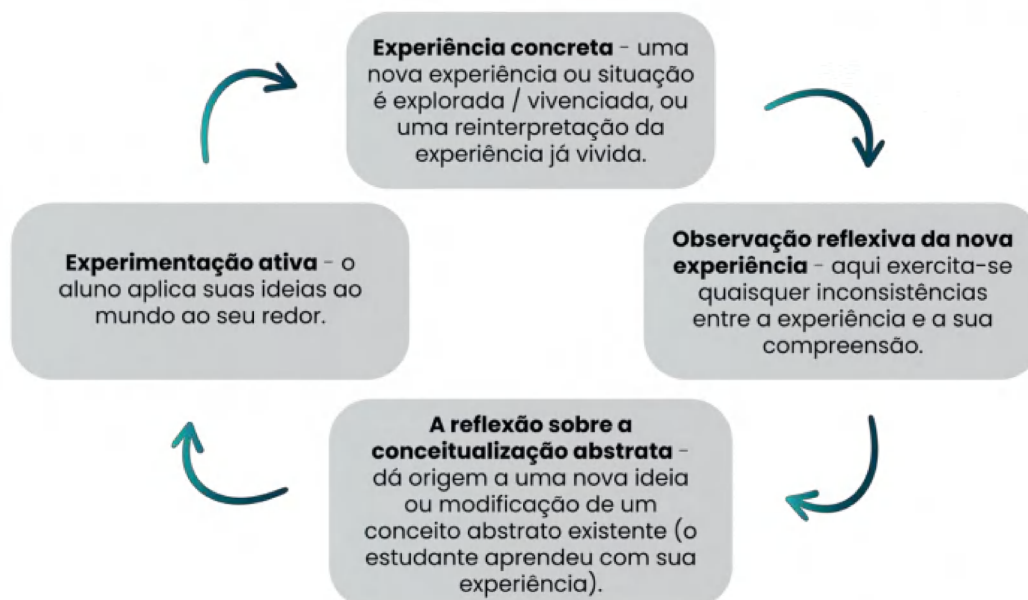 Experiência concreta - uma
nova experiência ou situação
é explorada / vivenciada, ou
uma reinterpretação da
experiência já vivida.
Observação reflexiva da nova
experiência - aqui exercita-se
quaisquer inconsistências
entre a experiência e a sua
compreensão.
A reflexão sobre a
conceitualização abstrata -
dá origem a uma nova ideia
ou modificação de um
conceito abstrato existente (o
estudante aprendeu com sua
experiência).
Experimentação ativa - o
aluno aplica suas ideias ao
mundo ao seu redor.